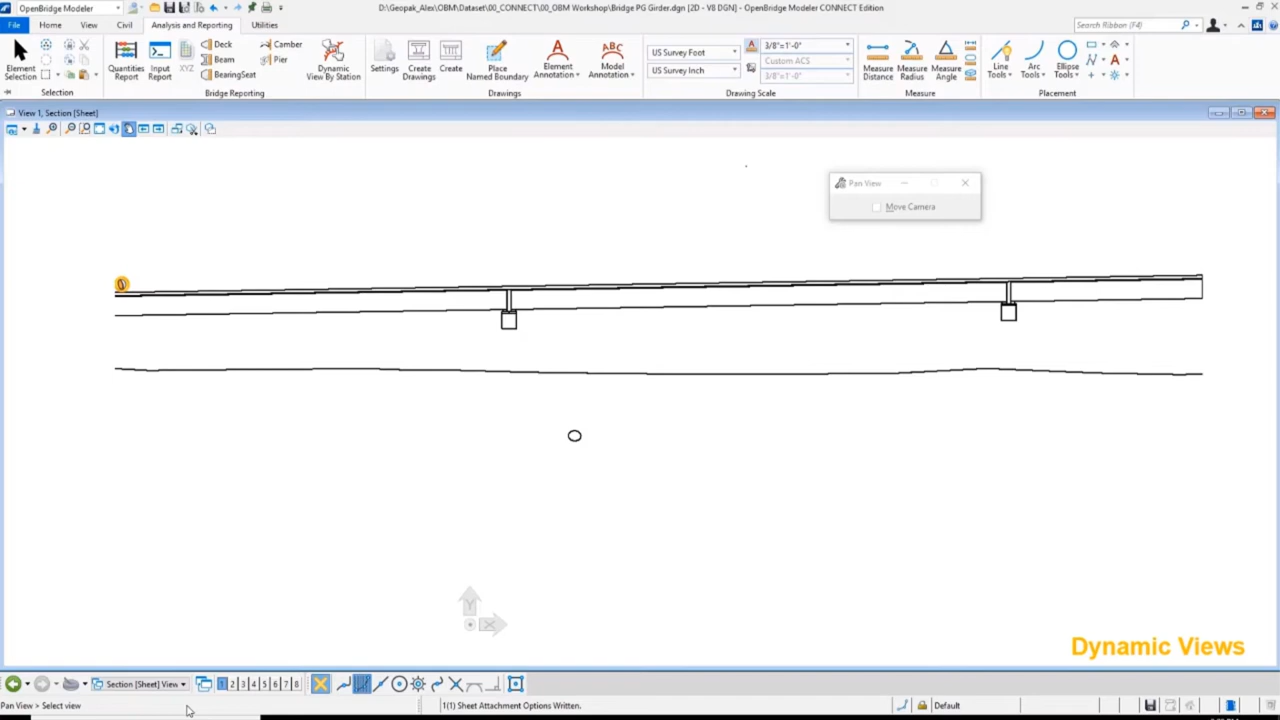 OpenBridge Modeler
D:\Geopak_Alex\OBM\Dataset\00_CONNECT\00_OBM Workshop\Bridge PG Girder.dgn [2D - V8 DGN] - OpenBridge Modeler CONNECT Edition
File Home View Civil Analysis and Reporting Utilities
Search Ribbon (F4)
Element Selection
Selection
Quantities Report
Input Report
XYZ
Deck
Beam
BearingSeat
Camber
Pier
Bridge Reporting
Dynamic View By Station
Settings
Create Drawings
Create
Place Named Boundary
Element Annotation
Model Annotation
Drawings
US Survey Foot
US Survey Inch
3/8"=1'-0"
Custom ACS
3/8"=1'-0"
Drawing Scale
Measure Distance
Measure Radius
Measure Angle
Measure
Line Tools
Arc Tools
Ellipse Tools
Placement
View 1, Section [Sheet]
Pan View
Move Camera
Y
X
Dynamic Views
Section [Sheet] View
1 2 3 4 5 6 7 8
Pan View > Select view
1(1) Sheet Attachment Options Written.
Default